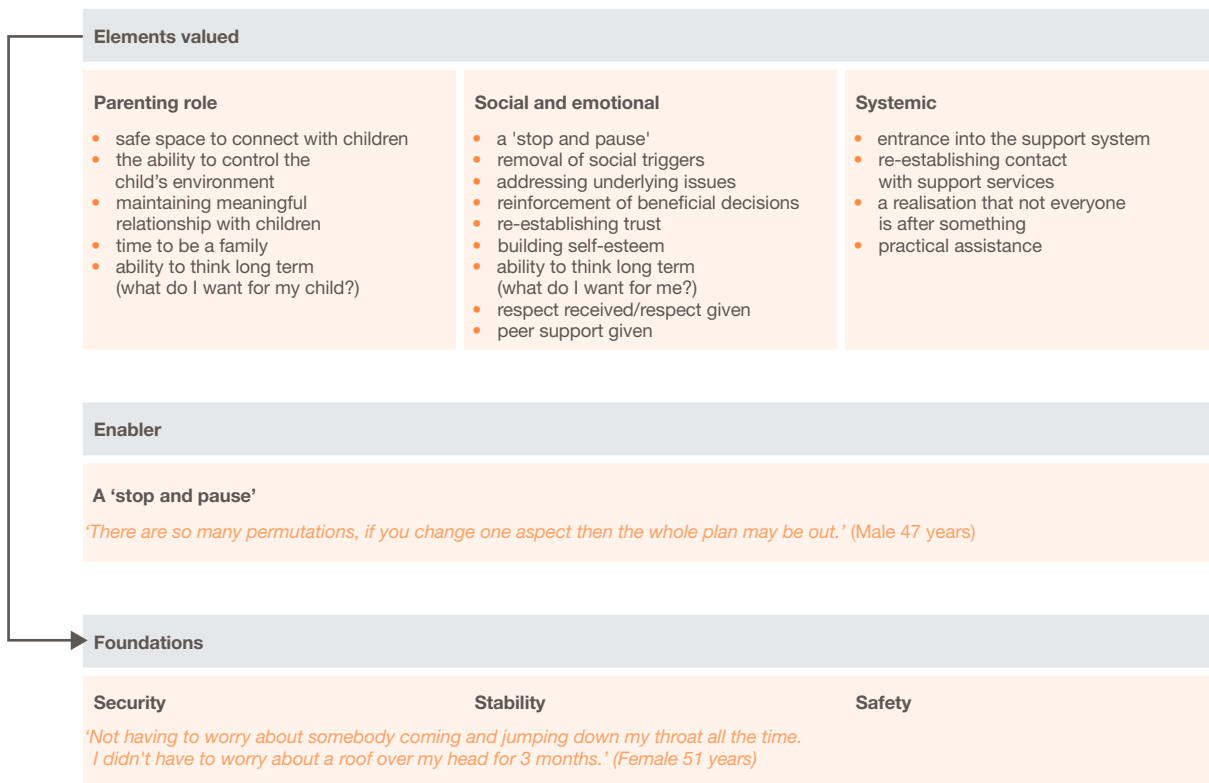 Elements valued
Parenting role
• safe space to connect with children
• the ability to control the
child’s environment
• maintaining meaningful
relationship with children
• time to be a family
• ability to think long term
(what do I want for my child?)
Social and emotional
• a 'stop and pause'
• removal of social triggers
• addressing underlying issues
• reinforcement of beneficial decisions
• re-establishing trust
• building self-esteem
• ability to think long term
(what do I want for me?)
• respect received/respect given
• peer support given
Systemic
• entrance into the support system
• re-establishing contact
with support services
• a realisation that not everyone
is after something
• practical assistance
Enabler
A ‘stop and pause’
‘There are so many permutations, if you change one aspect then the whole plan may be out.’ (Male 47 years)
Foundations
Security Stability Safety
‘Not having to worry about somebody coming and jumping down my throat all the time.
I didn't have to worry about a roof over my head for 3 months.’ (Female 51 years)